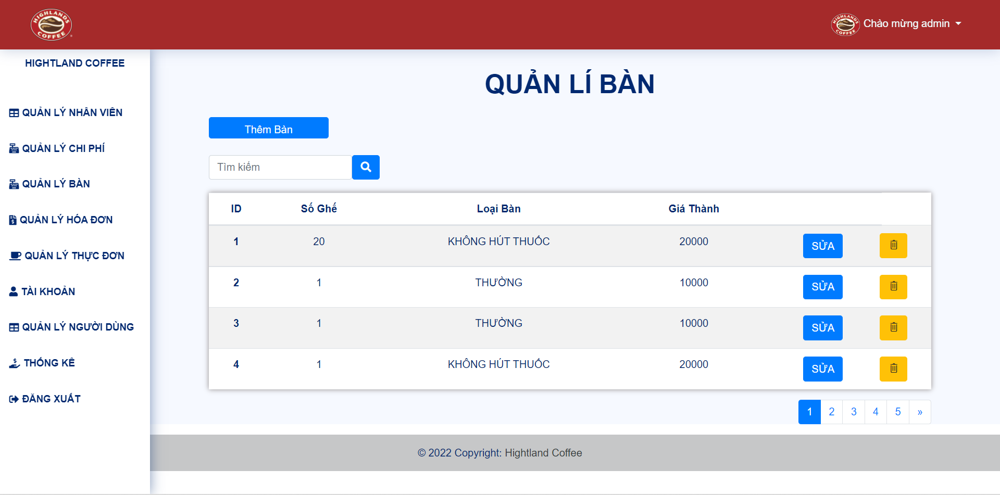 HIGHLANDS COFFEE
HIGHLANDS COFFEE
Chào mừng admin
HIGHTLAND COFFEE
QUẢN LÝ NHÂN VIÊN
QUẢN LÝ CHI PHÍ
QUẢN LÝ BÀN
QUẢN LÝ HÓA ĐƠN
QUẢN LÝ THỰC ĐƠN
TÀI KHOẢN
QUẢN LÝ NGƯỜI DÙNG
THỐNG KÊ
ĐĂNG XUẤT
QUẢN LÍ BÀN
Thêm Bàn
Tìm kiếm
ID Số Ghế Loại Bàn Giá Thành
1 20 KHÔNG HÚT THUỐC 20000 SỬA
2 1 THƯỜNG 10000 SỬA
3 1 THƯỜNG 10000 SỬA
4 1 KHÔNG HÚT THUỐC 20000 SỬA
1 2 3 4 5 »
© 2022 Copyright: Hightland Coffee